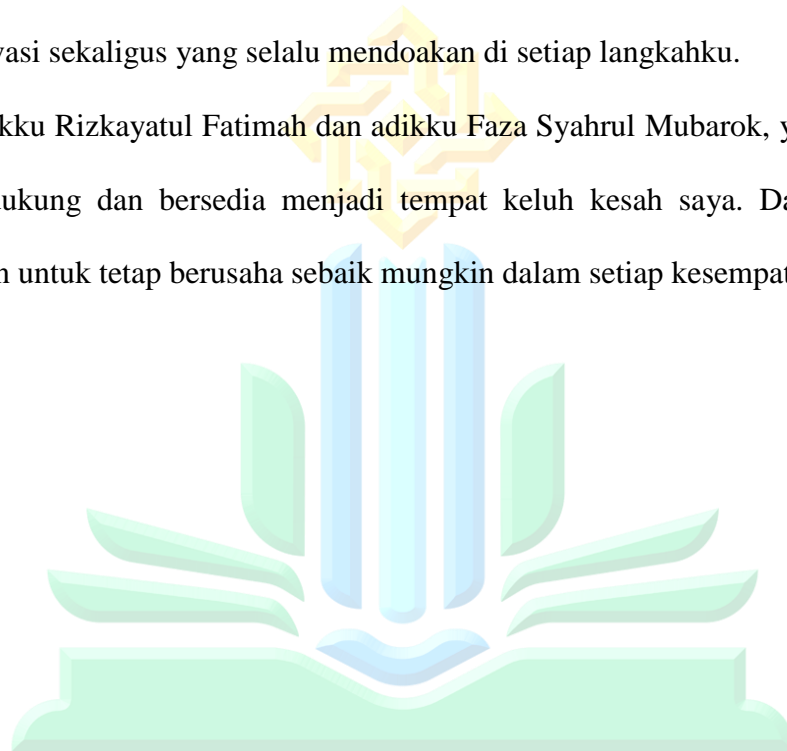 vasi sekaligus yang selalu mendoakan di setiap langkahku.
kku Rizkayatul Fatimah dan adikku Faza Syahrul Mubarok, y
lukung dan bersedia menjadi tempat keluh kesah saya. Da
n untuk tetap berusaha sebaik mungkin dalam setiap kesempat